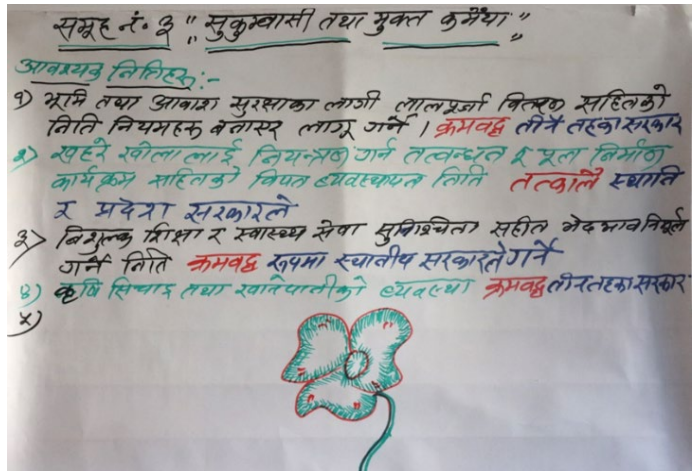 समूह नं. ३ "सुकुम्वासी तथा मुक्त कमैया"
आवश्यक नितिहरु :-
१) भूमि तथा आवाश सुरक्षाका लागी लालपूर्जा वितरण सहितको
निति नियमहरु बनाएर लागू गर्ने । क्रमवद्ध तीनै तहका सरकार
२) खहरे खोला लाई नियन्त्रण गर्न तटवन्धन र पूल निर्माण
कार्यक्रम सहितको विपत व्यवस्थापन निति तत्कालै स्थानि
र प्रदेश सरकारले
३) निशुल्क शिक्षा र स्वास्थ्य सेवा सुनिश्चिता सहीत भेदभाव निर्मूल
गर्ने निति क्रमवद्ध रूपमा स्थानीय सरकारले गर्ने
४) कृषि सिंचाइ तथा खानेपानीको व्यवस्था क्रमवद्ध तीन तहका सरकार
५)